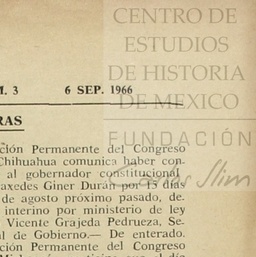 CENTRO DE
ESTUDIOS
DE HISTORIA
DE MEXICO
M. 3 6 SEP. 1966
RAS
FUNDACIÓN
Carlos Slim
ción Permanente del Congreso
Chihuahua comunica haber con-
al gobernador constitucional
axedes Giner Durán por 15 días
de agosto próximo pasado, de-
interino por ministerio de ley
Vicente Grajeda Pedrueza, Se-
al de Gobierno.— De enterado.
ción Permanente del Congreso